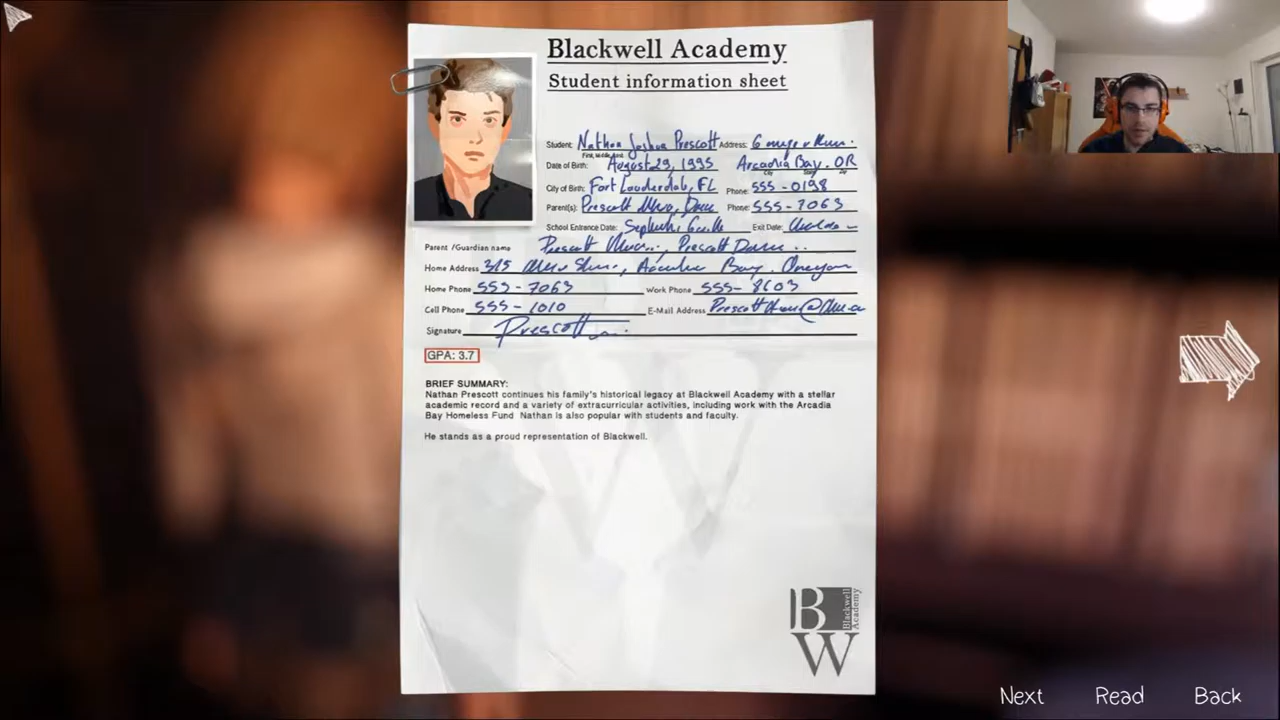 Blackwell Academy
Student information sheet
Student: Nathan Joshua Prescott Address:
First, Middle, Last
Date of Birth: August 29, 1995 Arcadia Bay. OR
City State
City of Birth: Fort Lauderdale, FL Phone: 555-0198
Parent(s): Prescott Phone: 555-7063
School Entrance Date: Exit Date:
Parent /Guardian name Prescott Prescott
Home Address 315 Bay. Oregon
Home Phone 555-7063 Work Phone 555-8603
Cell Phone 555-1010 E-Mail Address
Signature Prescott
GPA: 3.7
BRIEF SUMMARY:
Nathan Prescott continues his family's historical legacy at Blackwell Academy with a stellar
academic record and a variety of extracurricular activities, including work with the Arcadia
Bay Homeless Fund Nathan is also popular with students and faculty.
He stands as a proud representation of Blackwell.
B
W
Blackwell
Academy
Next Read Back